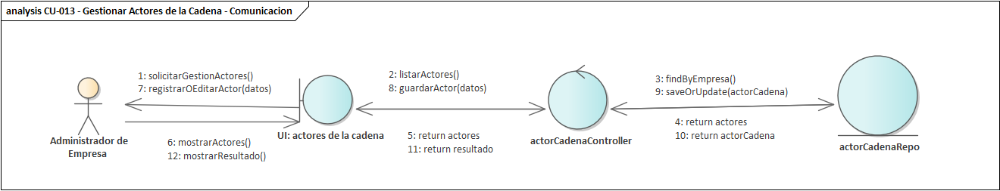 analysis CU-013 - Gestionar Actores de la Cadena - Comunicacion
1: solicitarGestionActores()
7: registrarOEditarActor(datos)
2: listarActores()
8: guardarActor(datos)
3: findByEmpresa()
9: saveOrUpdate(actorCadena)
6: mostrarActores()
12: mostrarResultado()
5: return actores
11: return resultado
4: return actores
10: return actorCadena
Administrador de
Empresa
UI: actores de la cadena
actorCadenaController
actorCadenaRepo